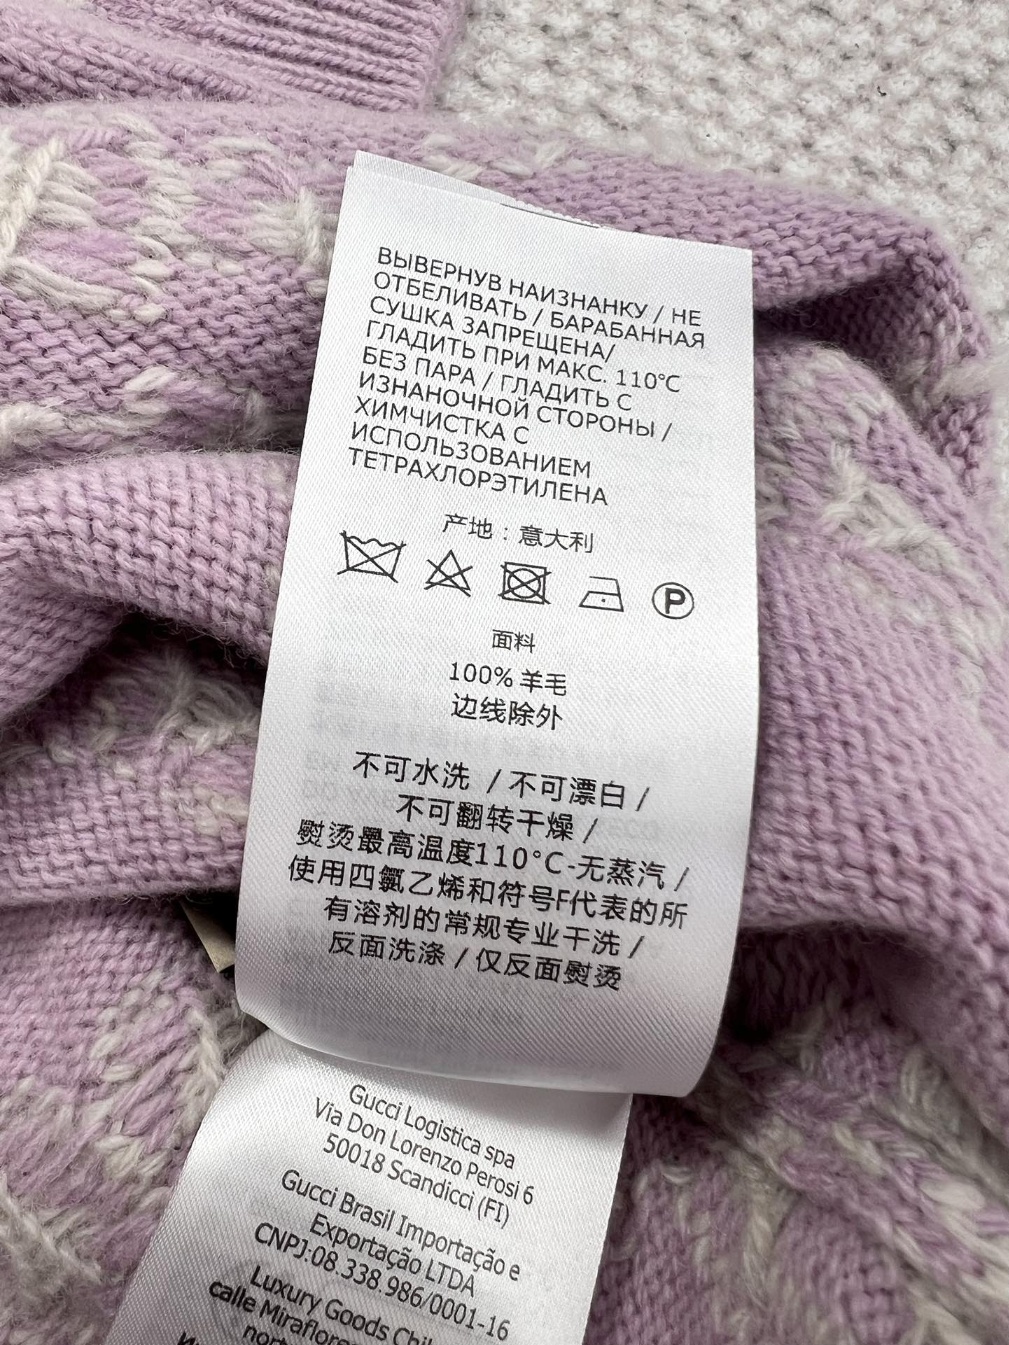 ВЫВЕРНУВ НАИЗНАНКУ / НЕ
ОТБЕЛИВАТЬ / БАРАБАННАЯ
СУШКА ЗАПРЕЩЕНА/
ГЛАДИТЬ ПРИ МАКС. 110°C
БЕЗ ПАРА / ГЛАДИТЬ С
ИЗНАНОЧНОЙ СТОРОНЫ /
ХИМЧИСТКА С
ИСПОЛЬЗОВАНИЕМ
ТЕТРАХЛОРЭТИЛЕНА
产地：意大利
P
面料
100% 羊毛
边线除外
不可水洗 / 不可漂白 /
不可翻转干燥 /
熨烫最高温度110°C-无蒸汽 /
使用四氯乙烯和符号F代表的所
有溶剂的常规专业干洗 /
反面洗涤 / 仅反面熨烫
Gucci Logistica spa
Via Don Lorenzo Perosi 6
50018 Scandicci (FI)
Gucci Brasil Importação e
Exportação LTDA
CNPJ:08.338.986/0001-16
Luxury Goods
calle